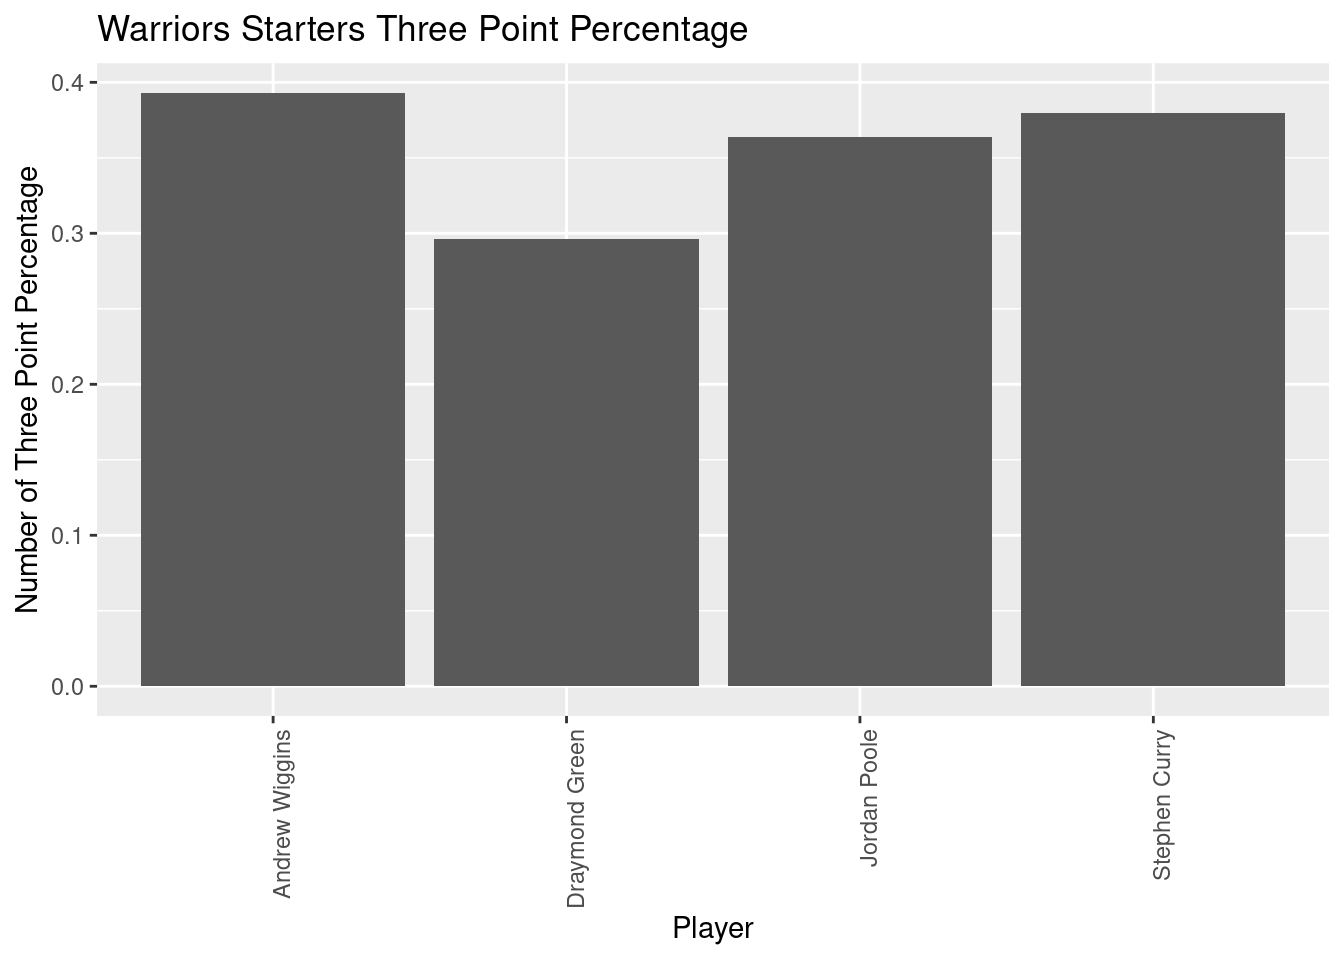 Warriors Starters Three Point Percentage
Number of Three Point Percentage
0.4
0.3
0.2
0.1
0.0
Andrew Wiggins
Draymond Green
Jordan Poole
Stephen Curry
Player